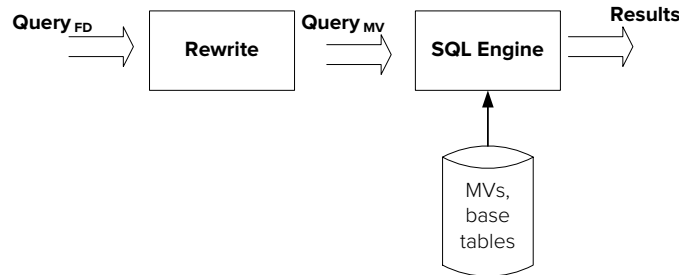 Query FD
Rewrite
Query MV
SQL Engine
Results
MVs,
base
tables